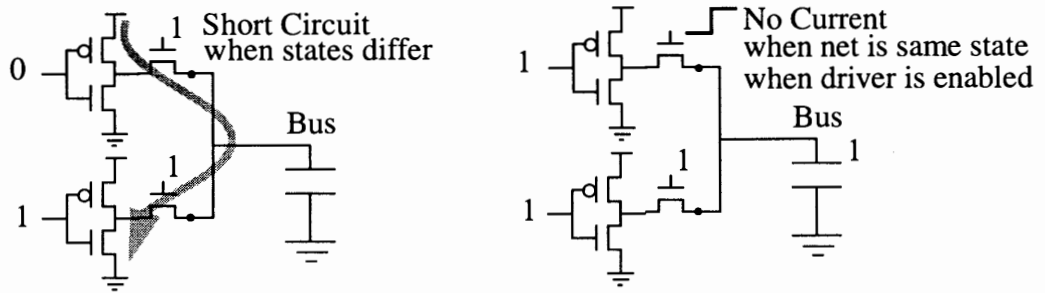 1 Short Circuit
when states differ
0
Bus
1
1
No Current
when net is same state
when driver is enabled
1
Bus
1
1
1